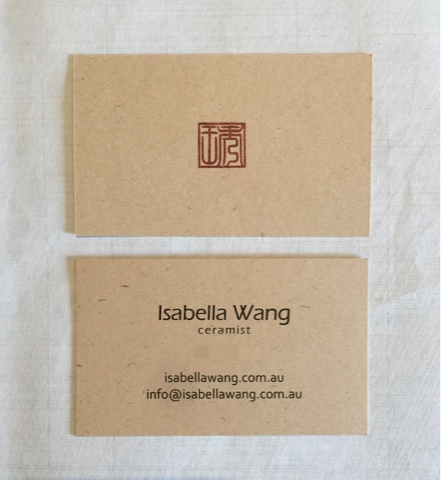 Isabella Wang
ceramist
isabellawang.com.au
info@isabellawang.com.au